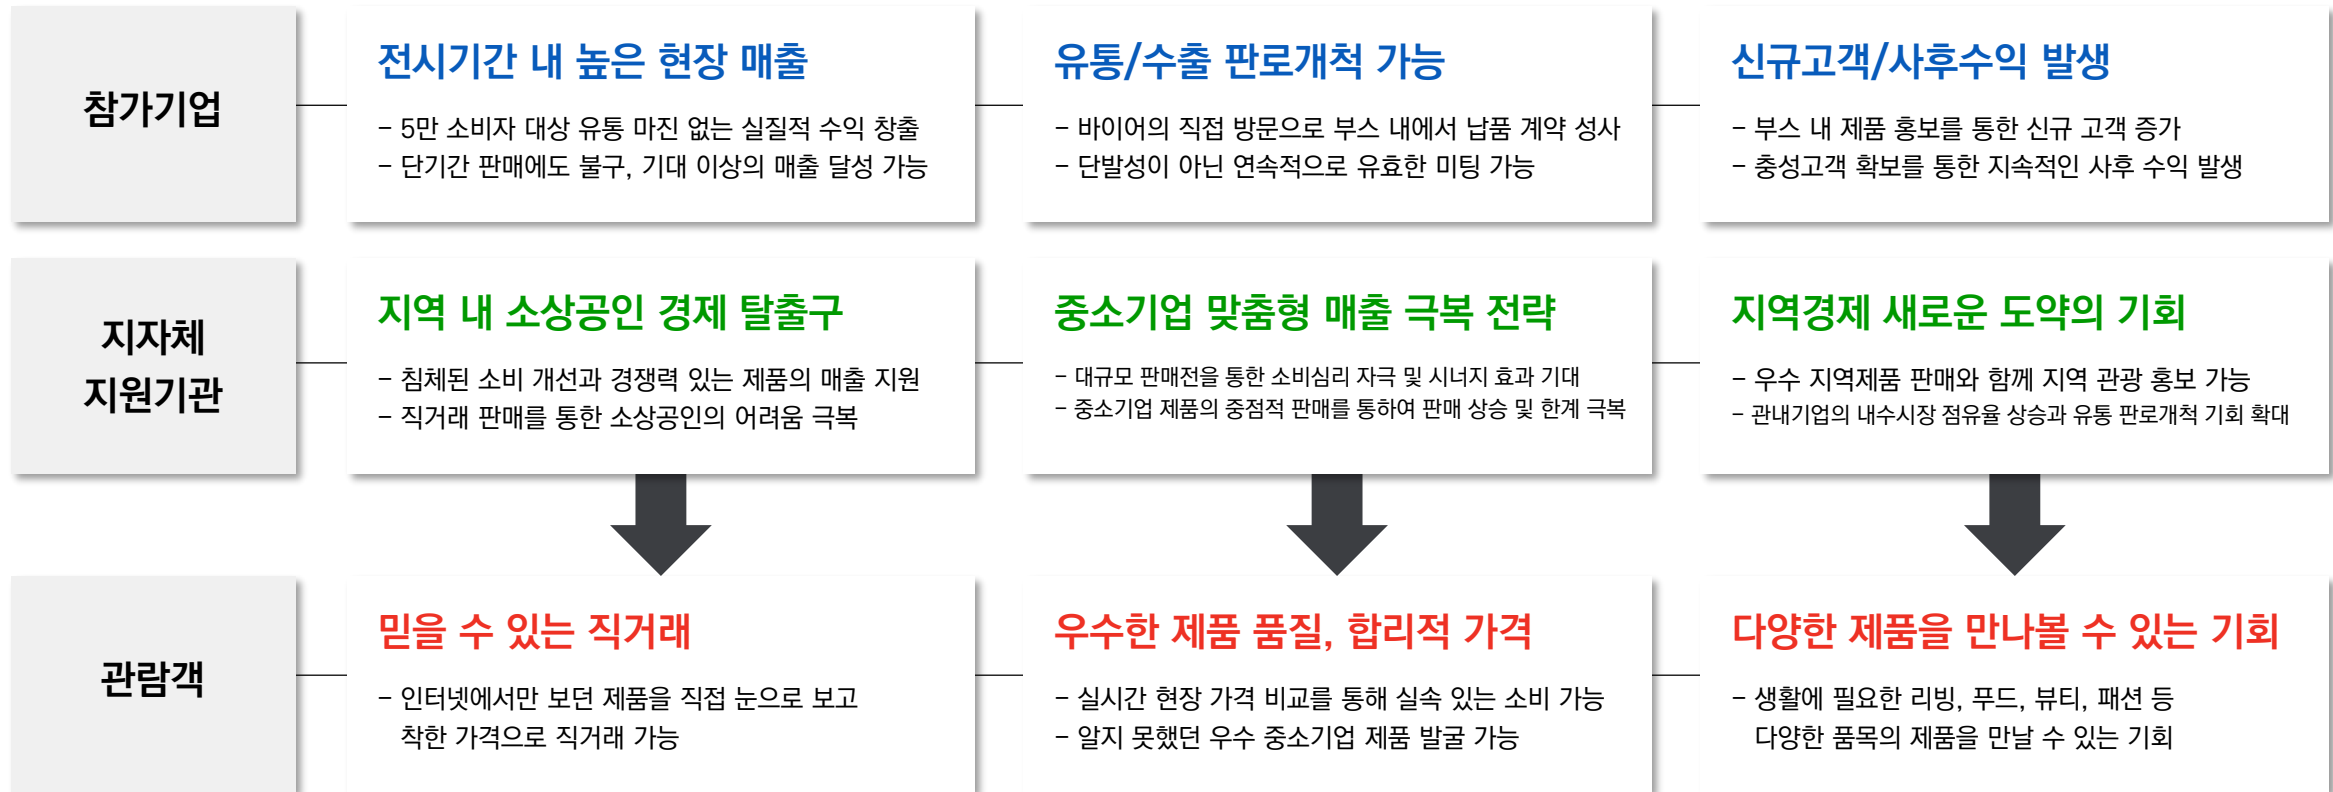 참가기업
전시기간 내 높은 현장 매출
- 5만 소비자 대상 유통 마진 없는 실질적 수익 창출
- 단기간 판매에도 불구, 기대 이상의 매출 달성 가능
유통/수출 판로개척 가능
- 바이어의 직접 방문으로 부스 내에서 납품 계약 성사
- 단발성이 아닌 연속적으로 유효한 미팅 가능
신규고객/사후수익 발생
- 부스 내 제품 홍보를 통한 신규 고객 증가
- 충성고객 확보를 통한 지속적인 사후 수익 발생
지자체
지원기관
지역 내 소상공인 경제 탈출구
- 침체된 소비 개선과 경쟁력 있는 제품의 매출 지원
- 직거래 판매를 통한 소상공인의 어려움 극복
중소기업 맞춤형 매출 극복 전략
- 대규모 판매전을 통한 소비심리 자극 및 시너지 효과 기대
- 중소기업 제품의 중점적 판매를 통하여 판매 상승 및 한계 극복
지역경제 새로운 도약의 기회
- 우수 지역제품 판매와 함께 지역 관광 홍보 가능
- 관내기업의 내수시장 점유율 상승과 유통 판로개척 기회 확대
관람객
믿을 수 있는 직거래
- 인터넷에서만 보던 제품을 직접 눈으로 보고
착한 가격으로 직거래 가능
우수한 제품 품질, 합리적 가격
- 실시간 현장 가격 비교를 통해 실속 있는 소비 가능
- 알지 못했던 우수 중소기업 제품 발굴 가능
다양한 제품을 만나볼 수 있는 기회
- 생활에 필요한 리빙, 푸드, 뷰티, 패션 등
다양한 품목의 제품을 만날 수 있는 기회